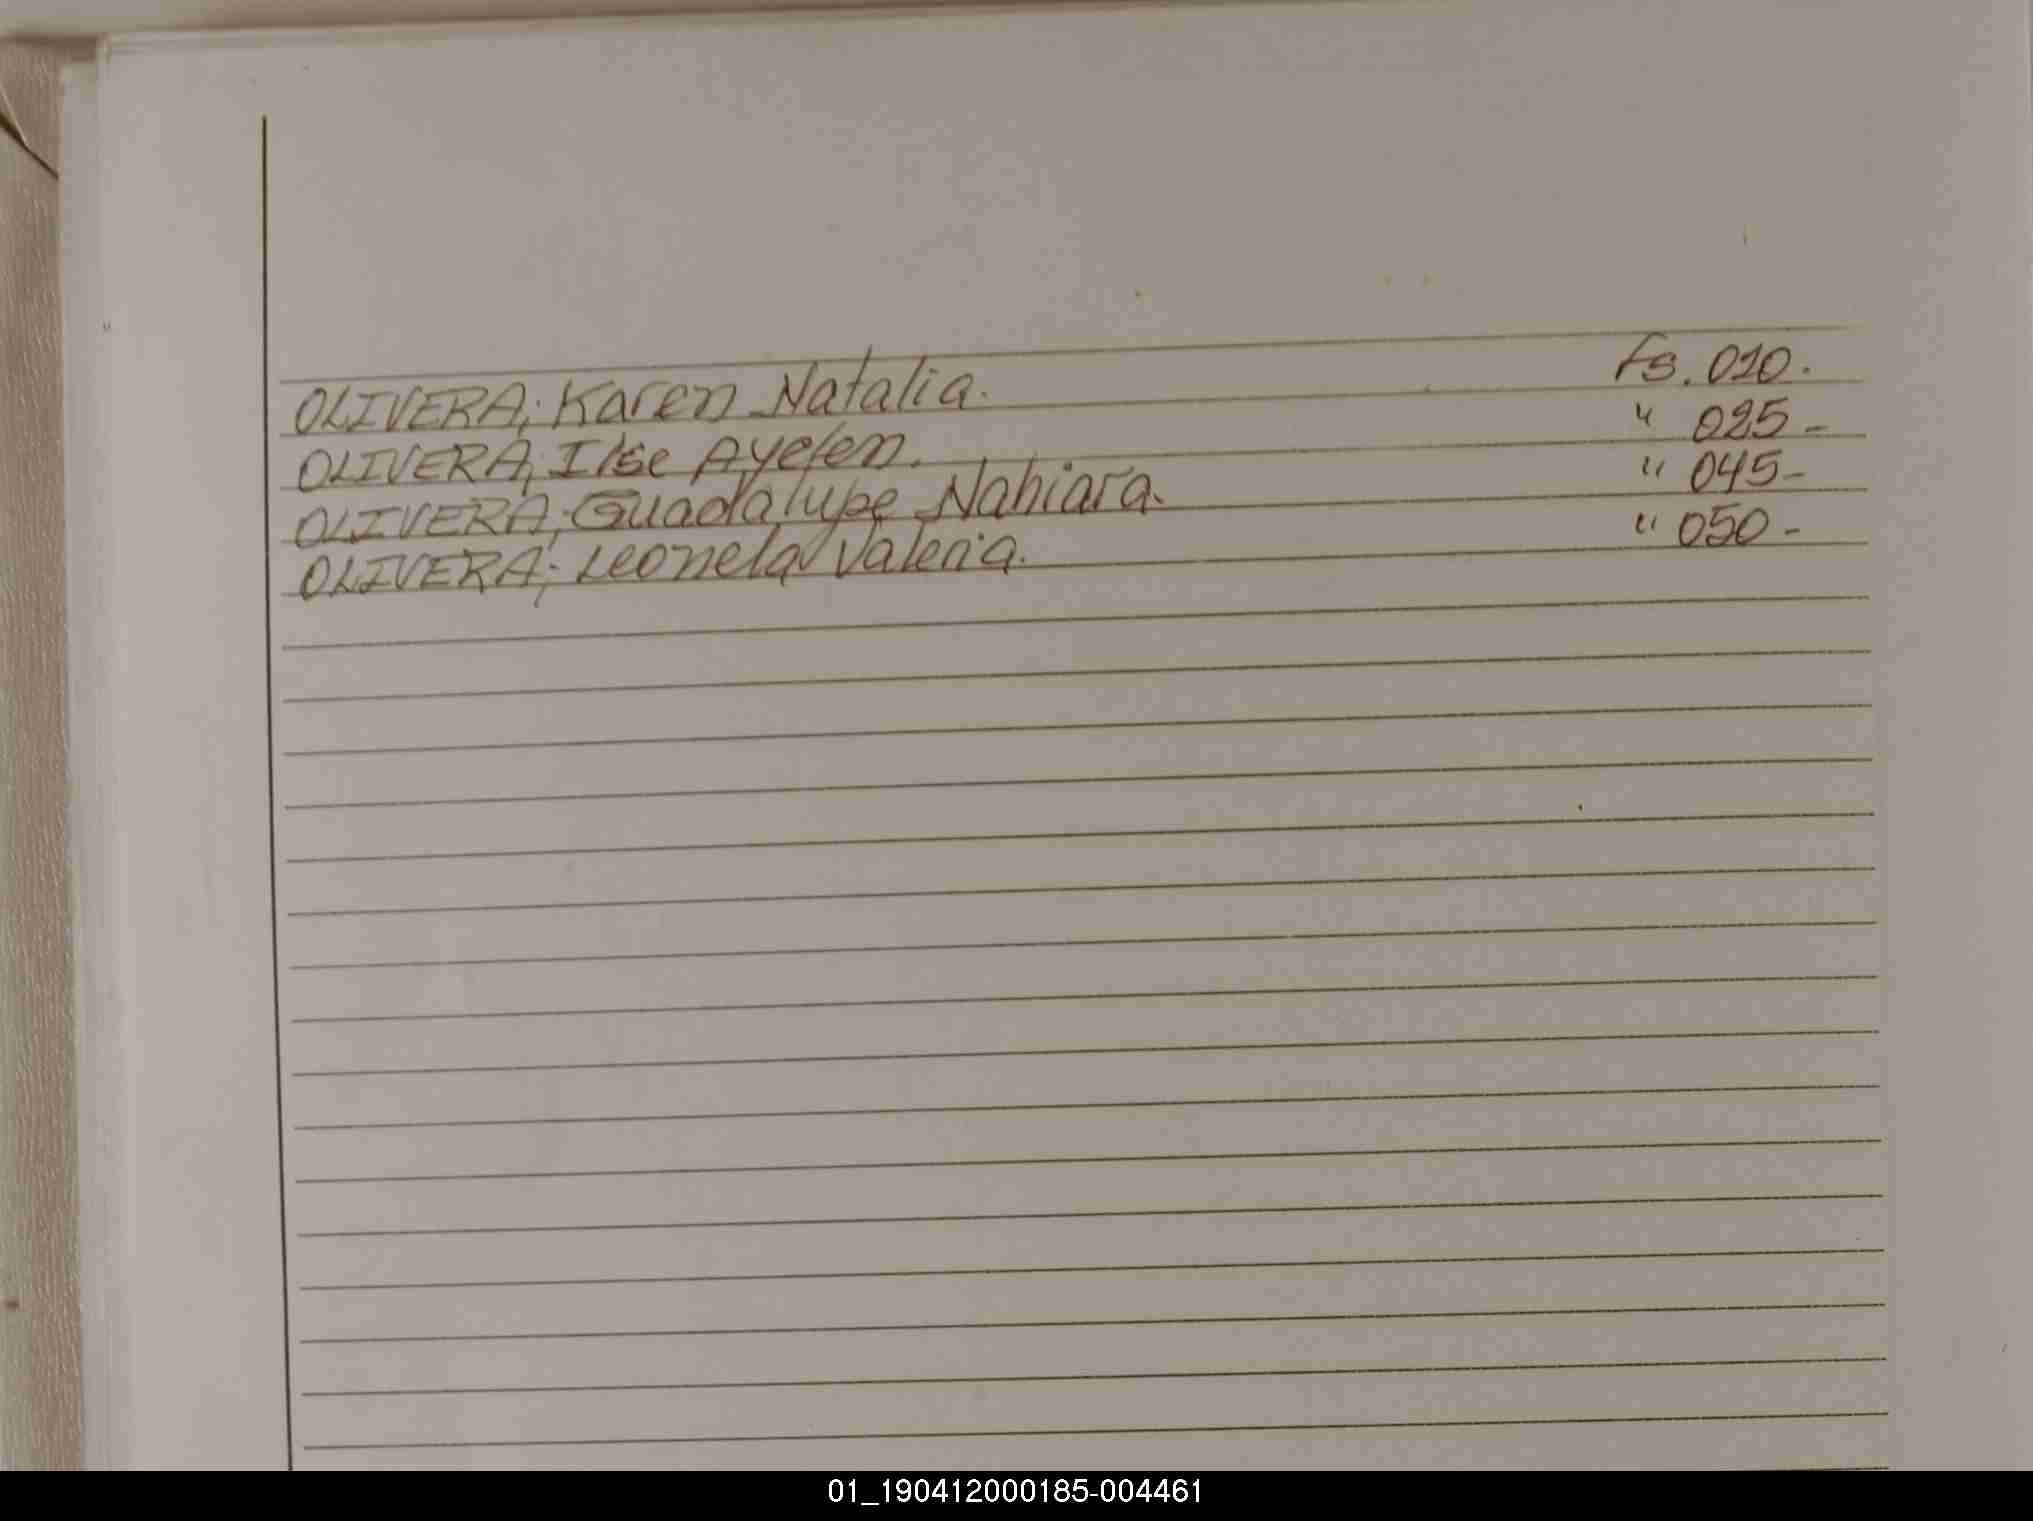 OLIVERA; Karen Natalia. Fs. 010.
OLIVERA; Ilse Ayelen. " 025-
OLIVERA; Guadalupe Nahiara. " 045-
OLIVERA; Leonela Valeria. " 050-
01_190412000185-004461